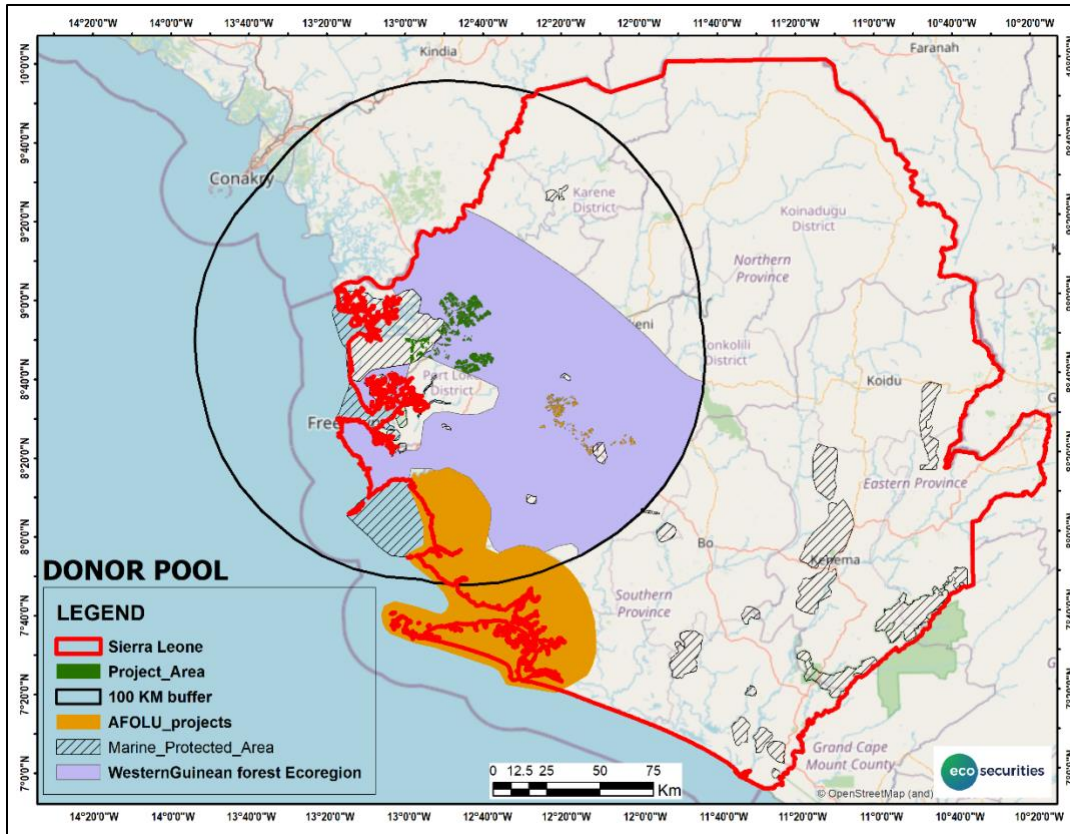 14°20'0"W 14°0'0"W 13°40'0"W 13°20'0"W 13°0'0"W 12°40'0"W 12°20'0"W 12°0'0"W 11°40'0"W 11°20'0"W 11°0'0"W 10°40'0"W 10°20'0"W
10°0'0"N
9°40'0"N
9°20'0"N
9°0'0"N
8°40'0"N
8°20'0"N
8°0'0"N
7°40'0"N
7°20'0"N
7°0'0"N
Kindia
Faranah
Conakry
Karene
District
Koinadugu
District
Northern
Province
eni
onkolili
District
Port Lok
District
Koidu
Free
Eastern Province
Bo
Kenema
Southern
Province
Grand Cape
Mount County
DONOR POOL
LEGEND
Sierra Leone
Project_Area
100 KM buffer
AFOLU_projects
Marine_Protected_Area
WesternGuinean forest Ecoregion
0 12.5 25 50 75
Km
ecosecurities
© OpenStreetMap (and)
14°20'0"W 14°0'0"W 13°40'0"W 13°20'0"W 13°0'0"W 12°40'0"W 12°20'0"W 12°0'0"W 11°40'0"W 11°20'0"W 11°0'0"W 10°40'0"W 10°20'0"W